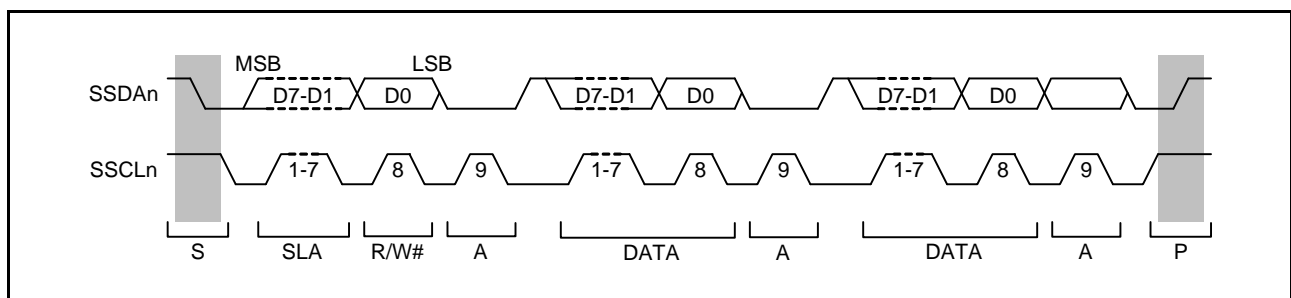 MSB LSB
SSDAn D7-D1 D0 D7-D1 D0 D7-D1 D0
SSCLn 1-7 8 9 1-7 8 9 1-7 8 9
S SLA R/W# A DATA A DATA A P